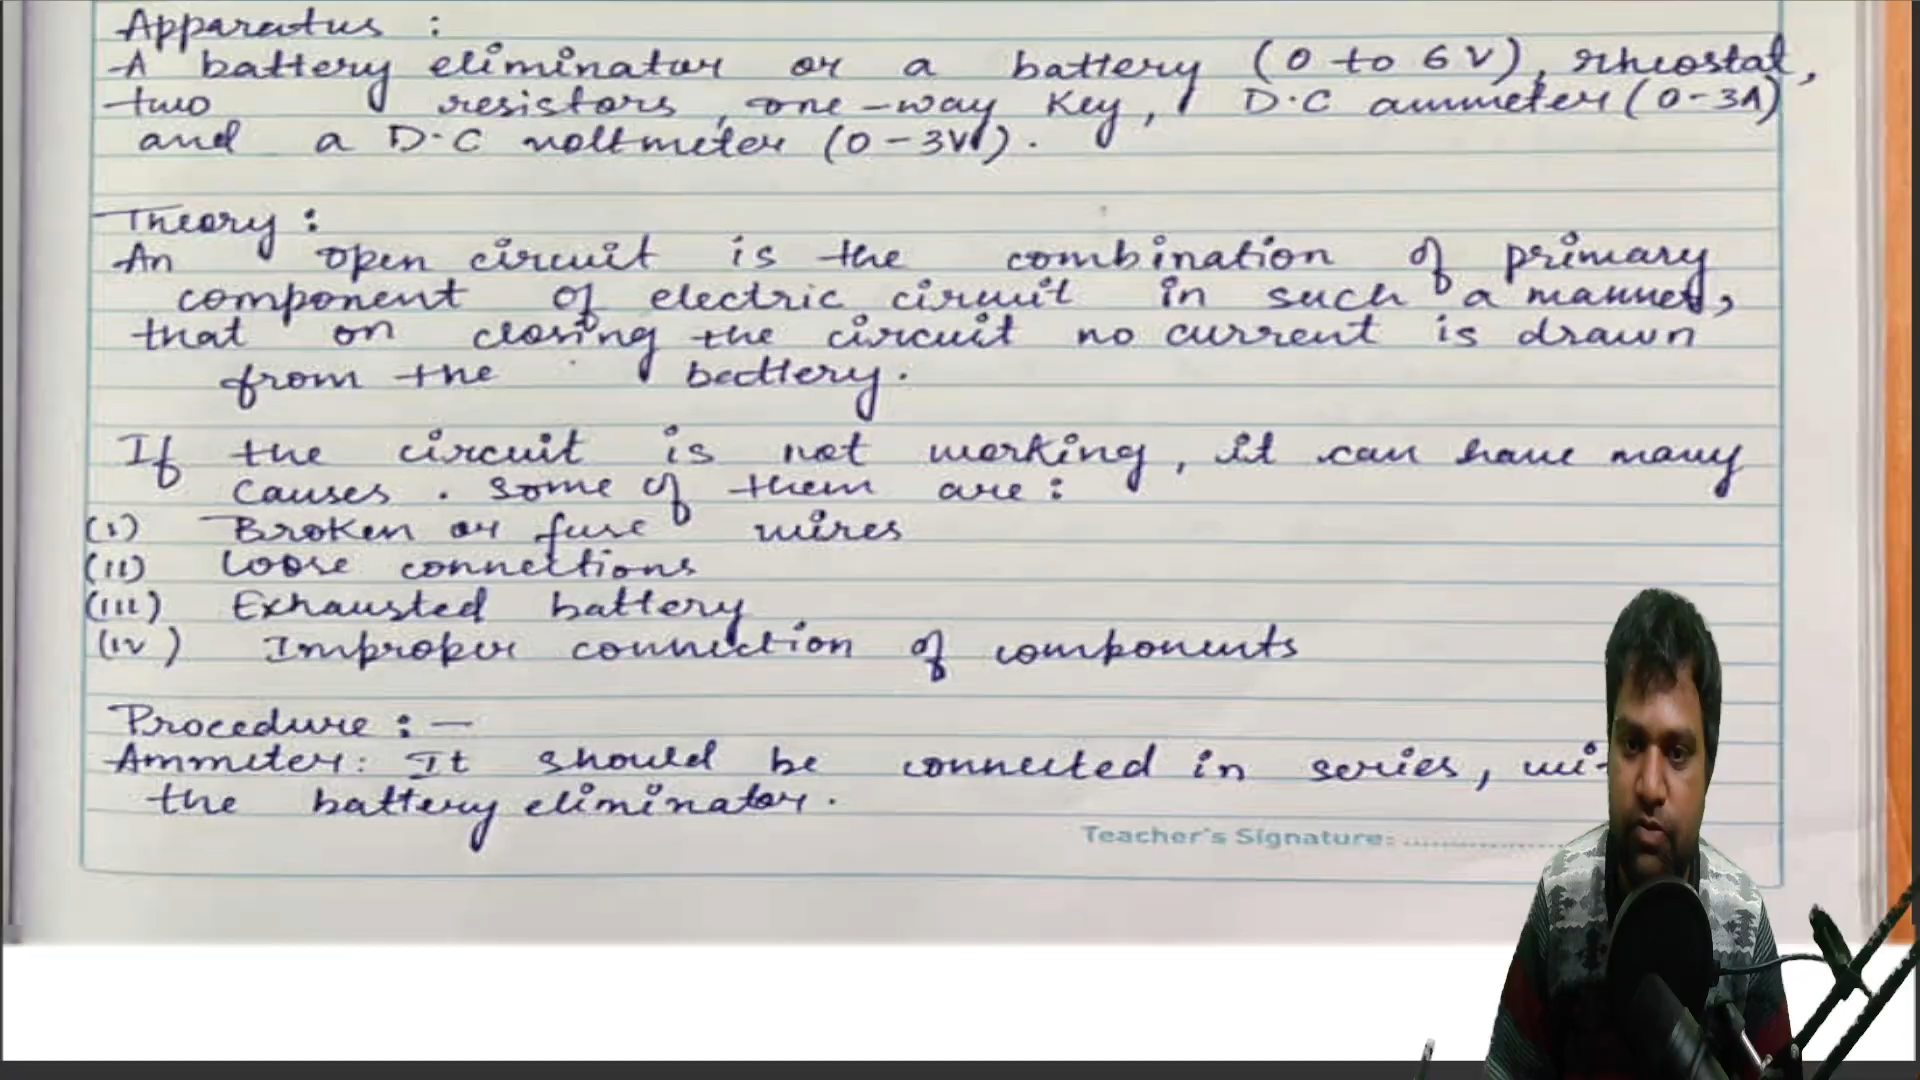 Apparatus :
A battery eliminator or a battery (0 to 6 V), rheostat,
two resistors, one-way Key, D.C ammeter (0-3A)
and a D.C voltmeter (0-3V).
Theory :
An open circuit is the combination of primary
component of electric circuit in such a manner,
that on closing the circuit no current is drawn
from the battery.
If the circuit is not working, it can have many
causes. some of them are :
(i) Broken or fuse wires
(ii) Loose connections
(iii) Exhausted battery
(iv) Improper connection of components
Procedure : —
Ammeter: It should be connected in series, wi
the battery eliminator.
Teacher's Signature: ..................